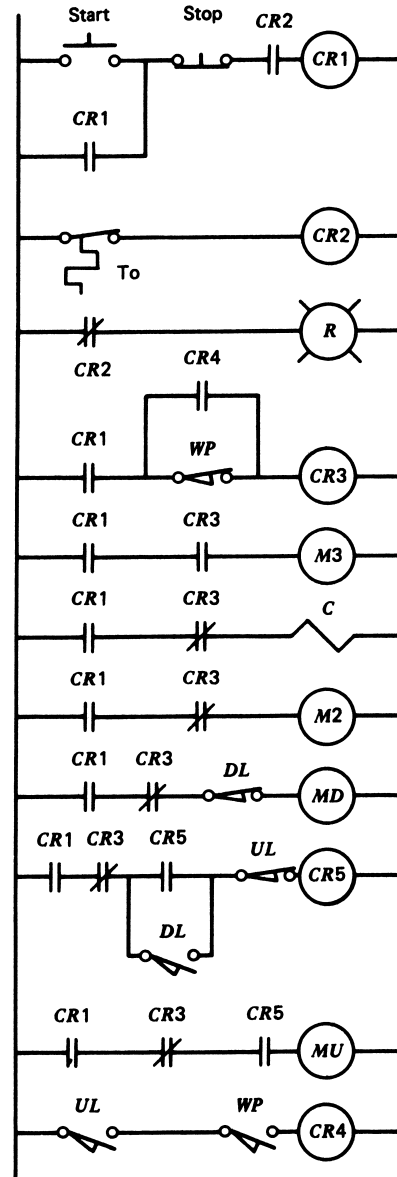 Start Stop CR2
CR1
CR1
CR2
To
R
CR2
CR4
CR1 WP
CR3
CR1 CR3
M3
CR1 CR3 C
CR1 CR3
M2
CR1 CR3 DL
MD
CR1 CR3 CR5 UL
CR5
DL
CR1 CR3 CR5
MU
UL WP
CR4